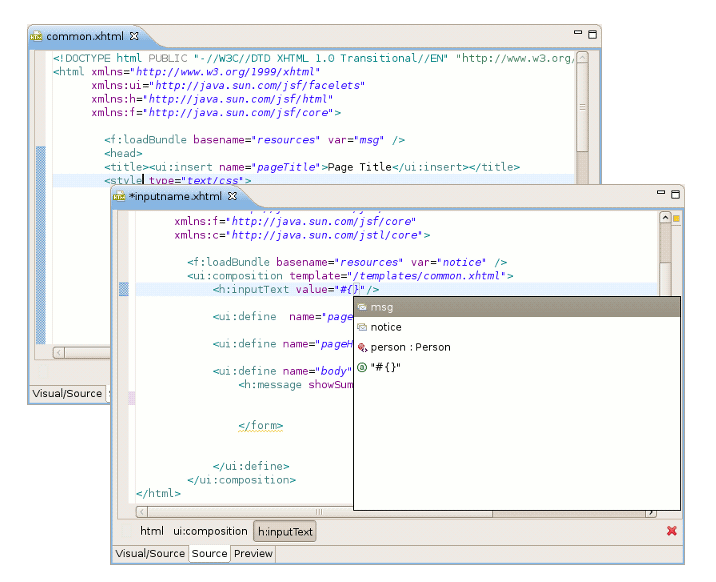 common.xhtml
<!DOCTYPE html PUBLIC "-//W3C//DTD XHTML 1.0 Transitional//EN" "http://www.w3.org/
<html xmlns="http://www.w3.org/1999/xhtml"
xmlns:ui="http://java.sun.com/jsf/facelets"
xmlns:h="http://java.sun.com/jsf/html"
xmlns:f="http://java.sun.com/jsf/core">
<f:loadBundle basename="resources" var="msg" />
<head>
<title><ui:insert name="pageTitle">Page Title</ui:insert></title>
<style type="text/css">
Visual/Source
*inputname.xhtml
xmlns:f="http://java.sun.com/jsf/core"
xmlns:c="http://java.sun.com/jstl/core">
<f:loadBundle basename="resources" var="notice" />
<ui:composition template="/templates/common.xhtml">
<h:inputText value="#{}"/>
msg
<ui:define name="page
notice
<ui:define name="pageH
person : Person
<ui:define name="body"
"#{}"
<h:message showSum
</form>
</ui:define>
</ui:composition>
</html>
html ui:composition h:inputText
Visual/Source Source Preview